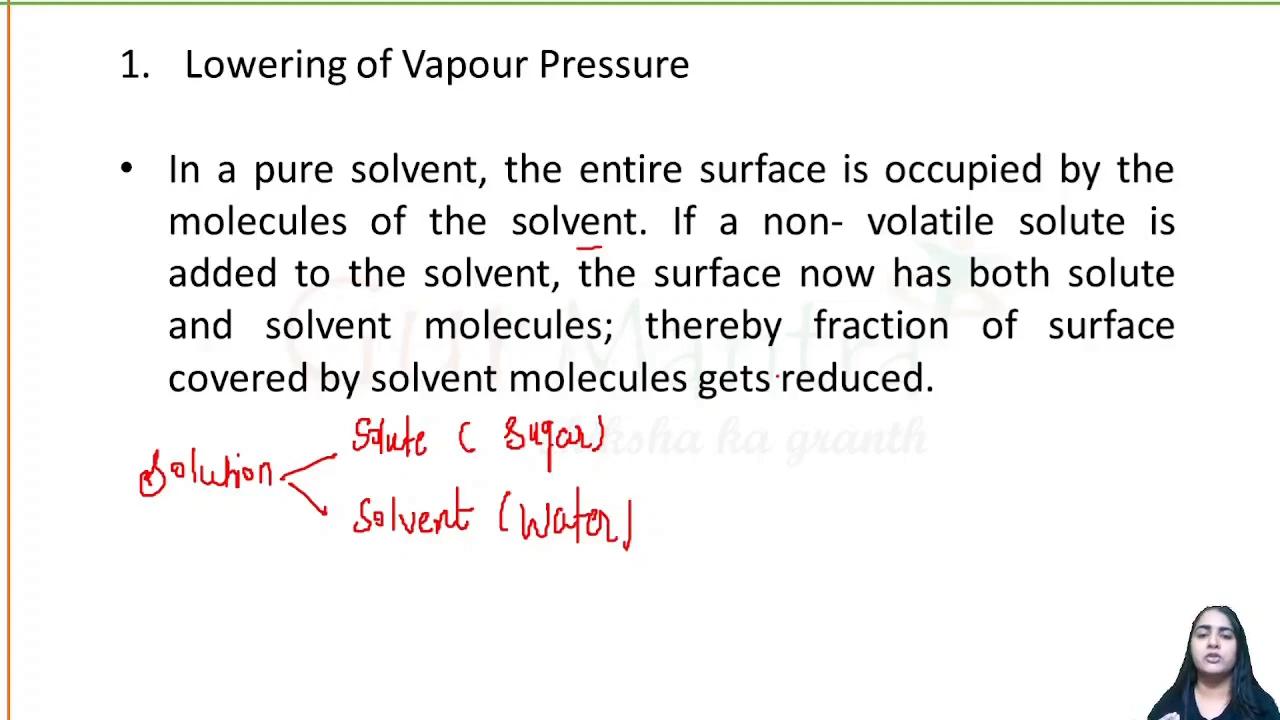 1. Lowering of Vapour Pressure
• In a pure solvent, the entire surface is occupied by the
molecules of the solvent. If a non- volatile solute is
added to the solvent, the surface now has both solute
and solvent molecules; thereby fraction of surface
covered by solvent molecules gets reduced.
Solute (Sugar)
Solution
Solvent (Water)
ka granth